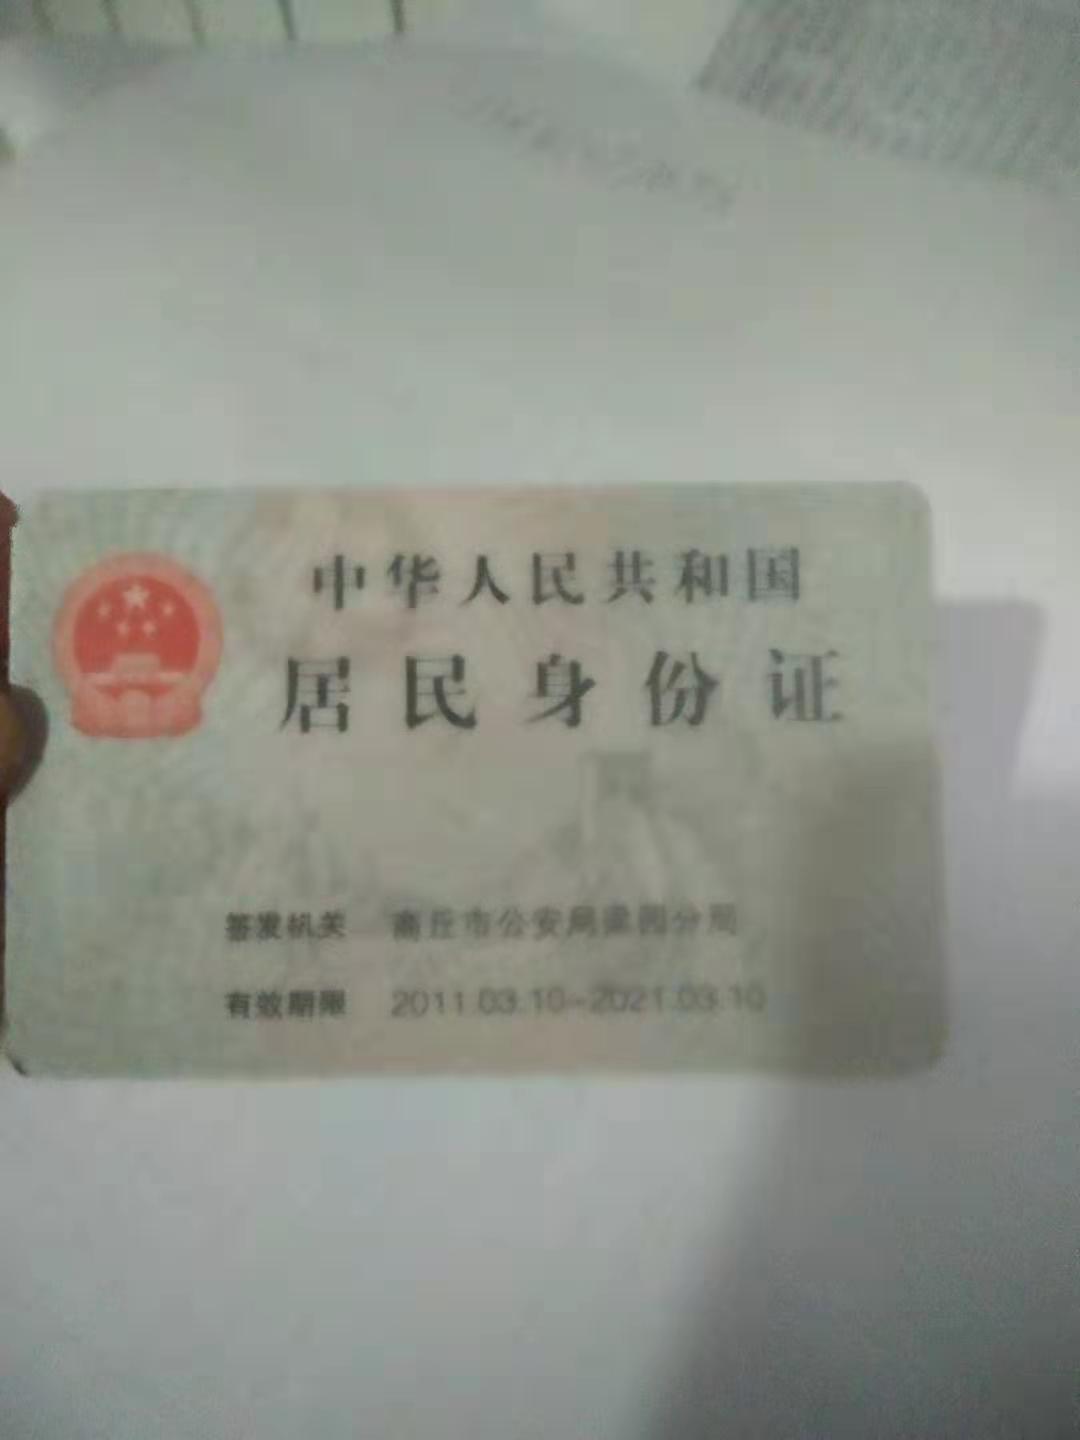 中华人民共和国
居民身份证
签发机关 商丘市公安局梁园分局
有效期限 2011.03.10-2021.03.10